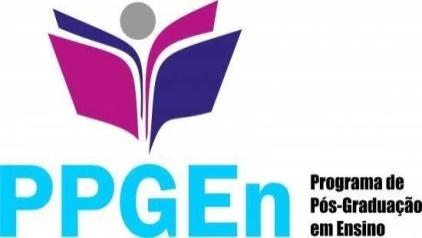 PPGEn
Programa de
Pós-Graduação
em Ensino